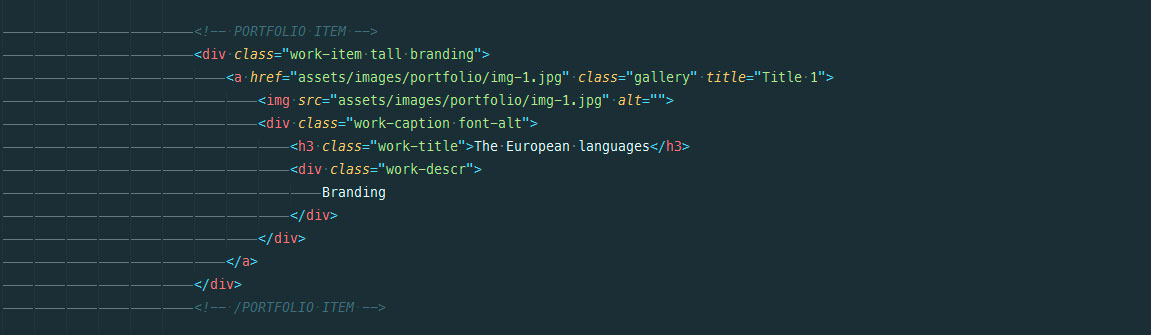 <!-- PORTFOLIO ITEM -->
<div class="work-item tall branding">
<a href="assets/images/portfolio/img-1.jpg" class="gallery" title="Title 1">
<img src="assets/images/portfolio/img-1.jpg" alt="">
<div class="work-caption font-alt">
<h3 class="work-title">The European languages</h3>
<div class="work-descr">
Branding
</div>
</div>
</a>
</div>
<!-- /PORTFOLIO ITEM -->